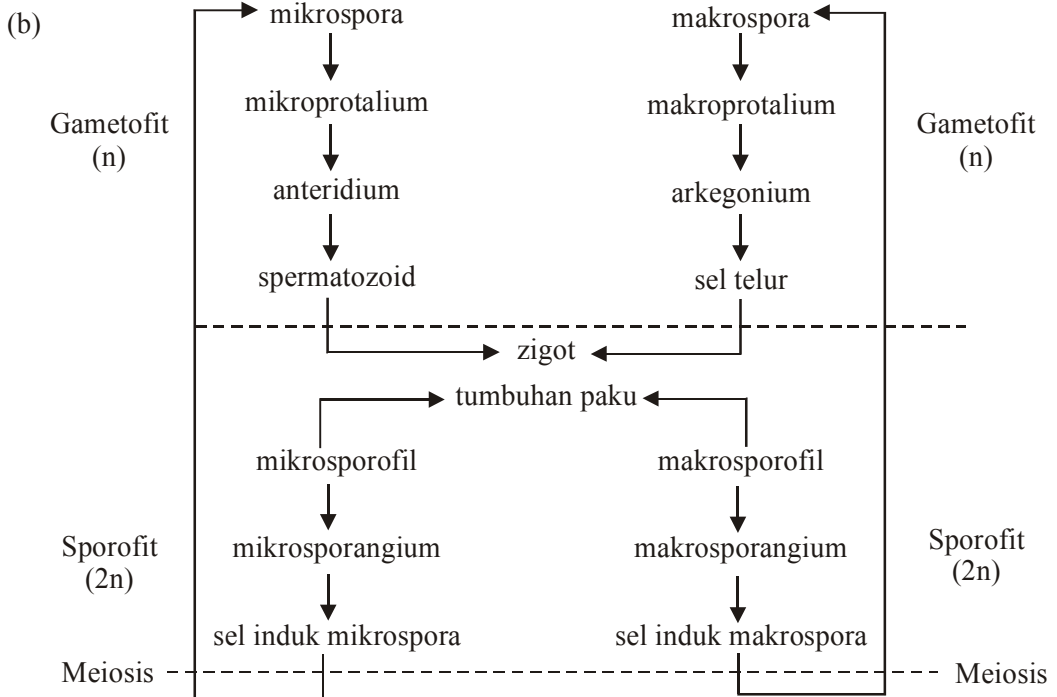 (b)
mikrospora makrospora
mikroprotalium makroprotalium
Gametofit Gametofit
(n) (n)
anteridium arkegonium
spermatozoid sel telur
zigot
tumbuhan paku
mikrosporofil makrosporofil
Sporofit mikrosporangium makrosporangium Sporofit
(2n) (2n)
sel induk mikrospora sel induk makrospora
Meiosis Meiosis